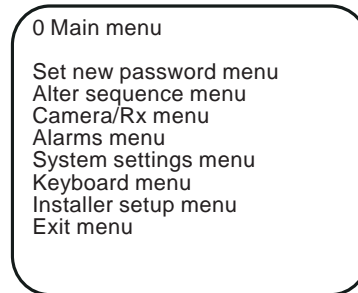 0 Main menu
Set new password menu
Alter sequence menu
Camera/Rx menu
Alarms menu
System settings menu
Keyboard menu
Installer setup menu
Exit menu